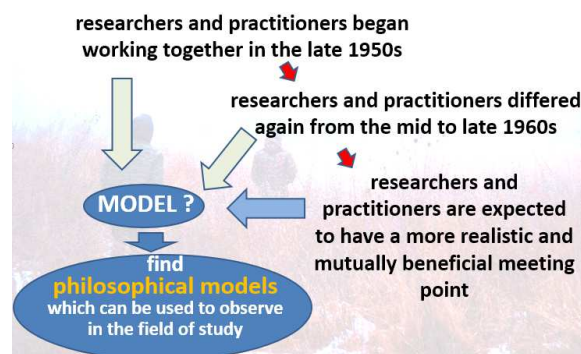 researchers and practitioners began
working together in the late 1950s
researchers and practitioners differed
again from the mid to late 1960s
researchers and
practitioners are expected
to have a more realistic and
mutually beneficial meeting
point
MODEL ?
find
philosophical models
which can be used to observe
in the field of study